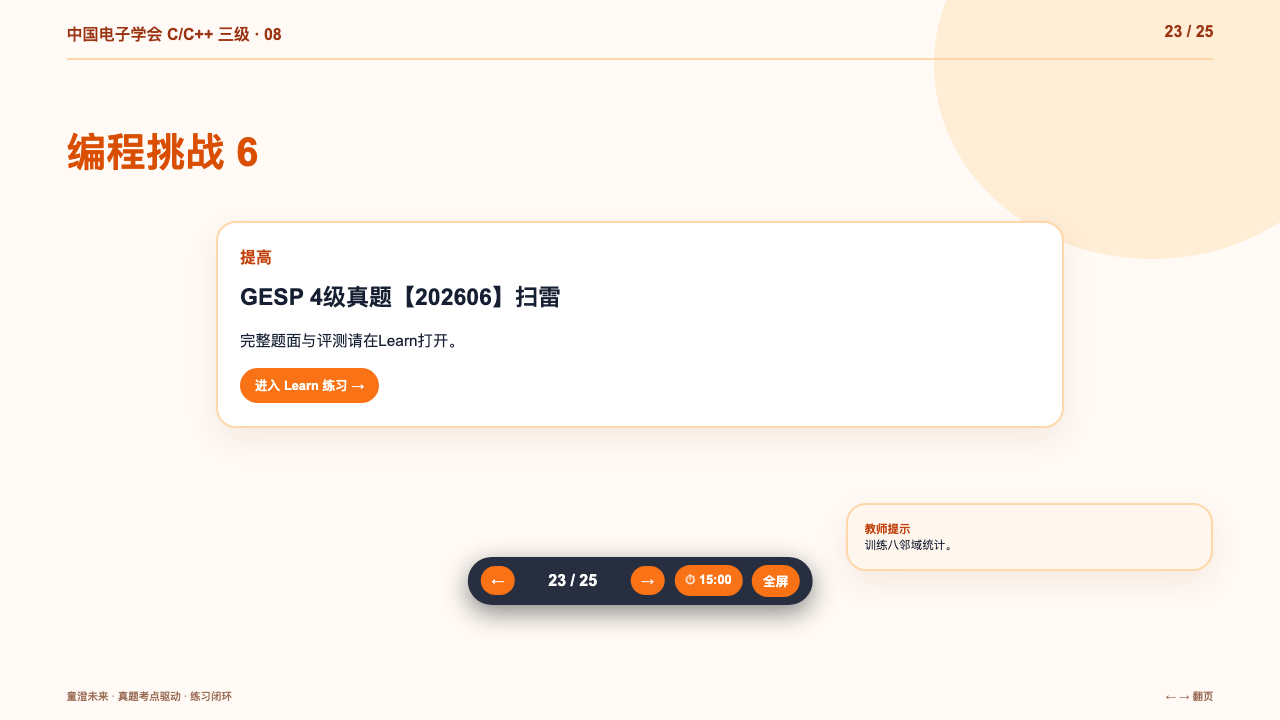 中国电子学会 C/C++ 三级 · 08
23 / 25
编程挑战 6
提高
GESP 4级真题【202606】扫雷
完整题面与评测请在Learn打开。
进入 Learn 练习 →
教师提示
训练八邻域统计。
← 23 / 25 → ⏱ 15:00 全屏
童澄未来 · 真题考点驱动 · 练习闭环
← → 翻页